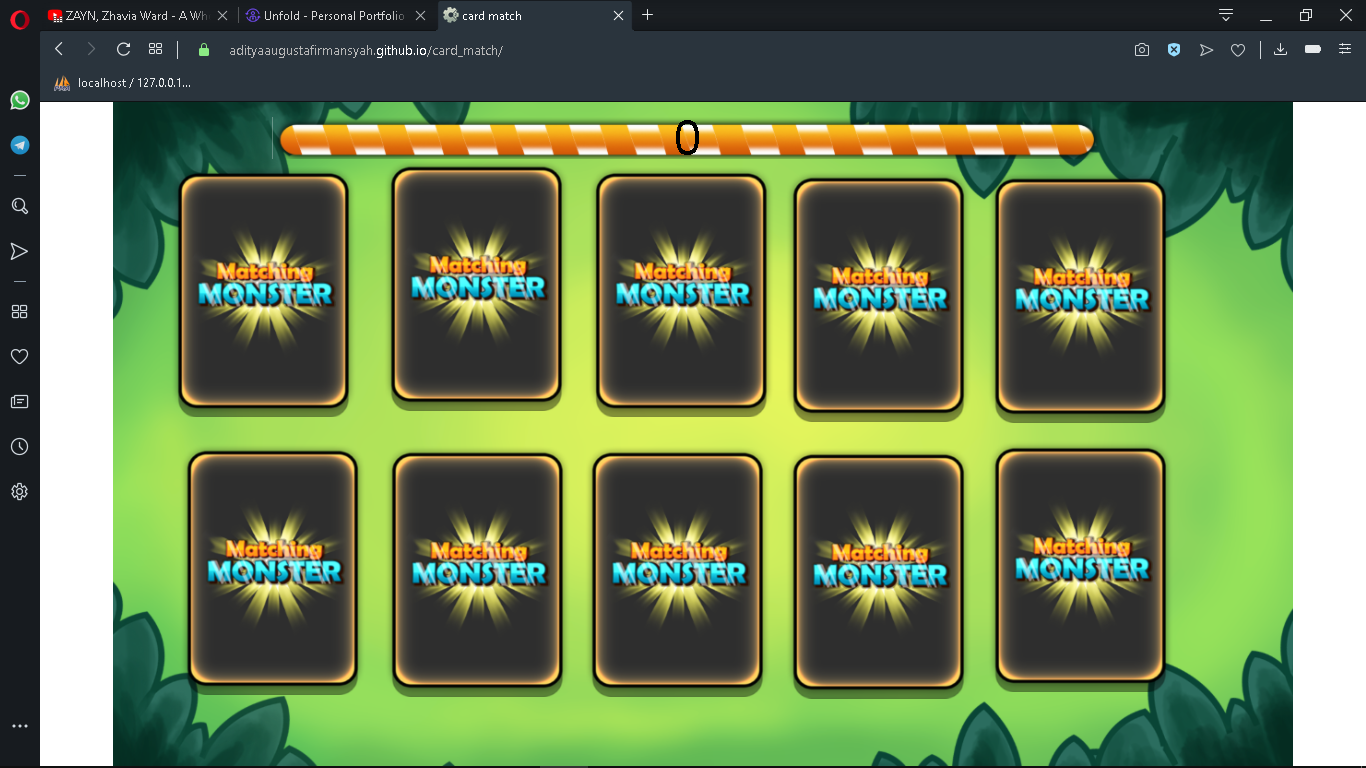 ZAYN, Zhavia Ward - A Wh
Unfold - Personal Portfolio
card match
adityaaugustafirmansyah.github.io/card_match/
localhost / 127.0.0.1...
0
Matching
MONSTER
Matching
MONSTER
Matching
MONSTER
Matching
MONSTER
Matching
MONSTER
Matching
MONSTER
Matching
MONSTER
Matching
MONSTER
Matching
MONSTER
Matching
MONSTER